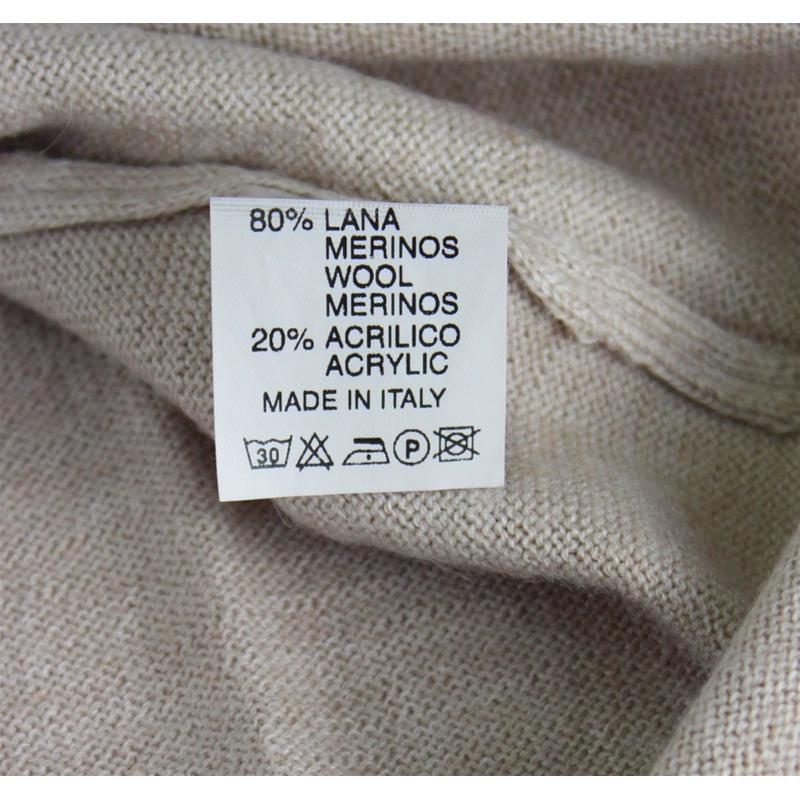 80% LANA
MERINOS
WOOL
MERINOS
20% ACRILICO
ACRYLIC
MADE IN ITALY
30 P